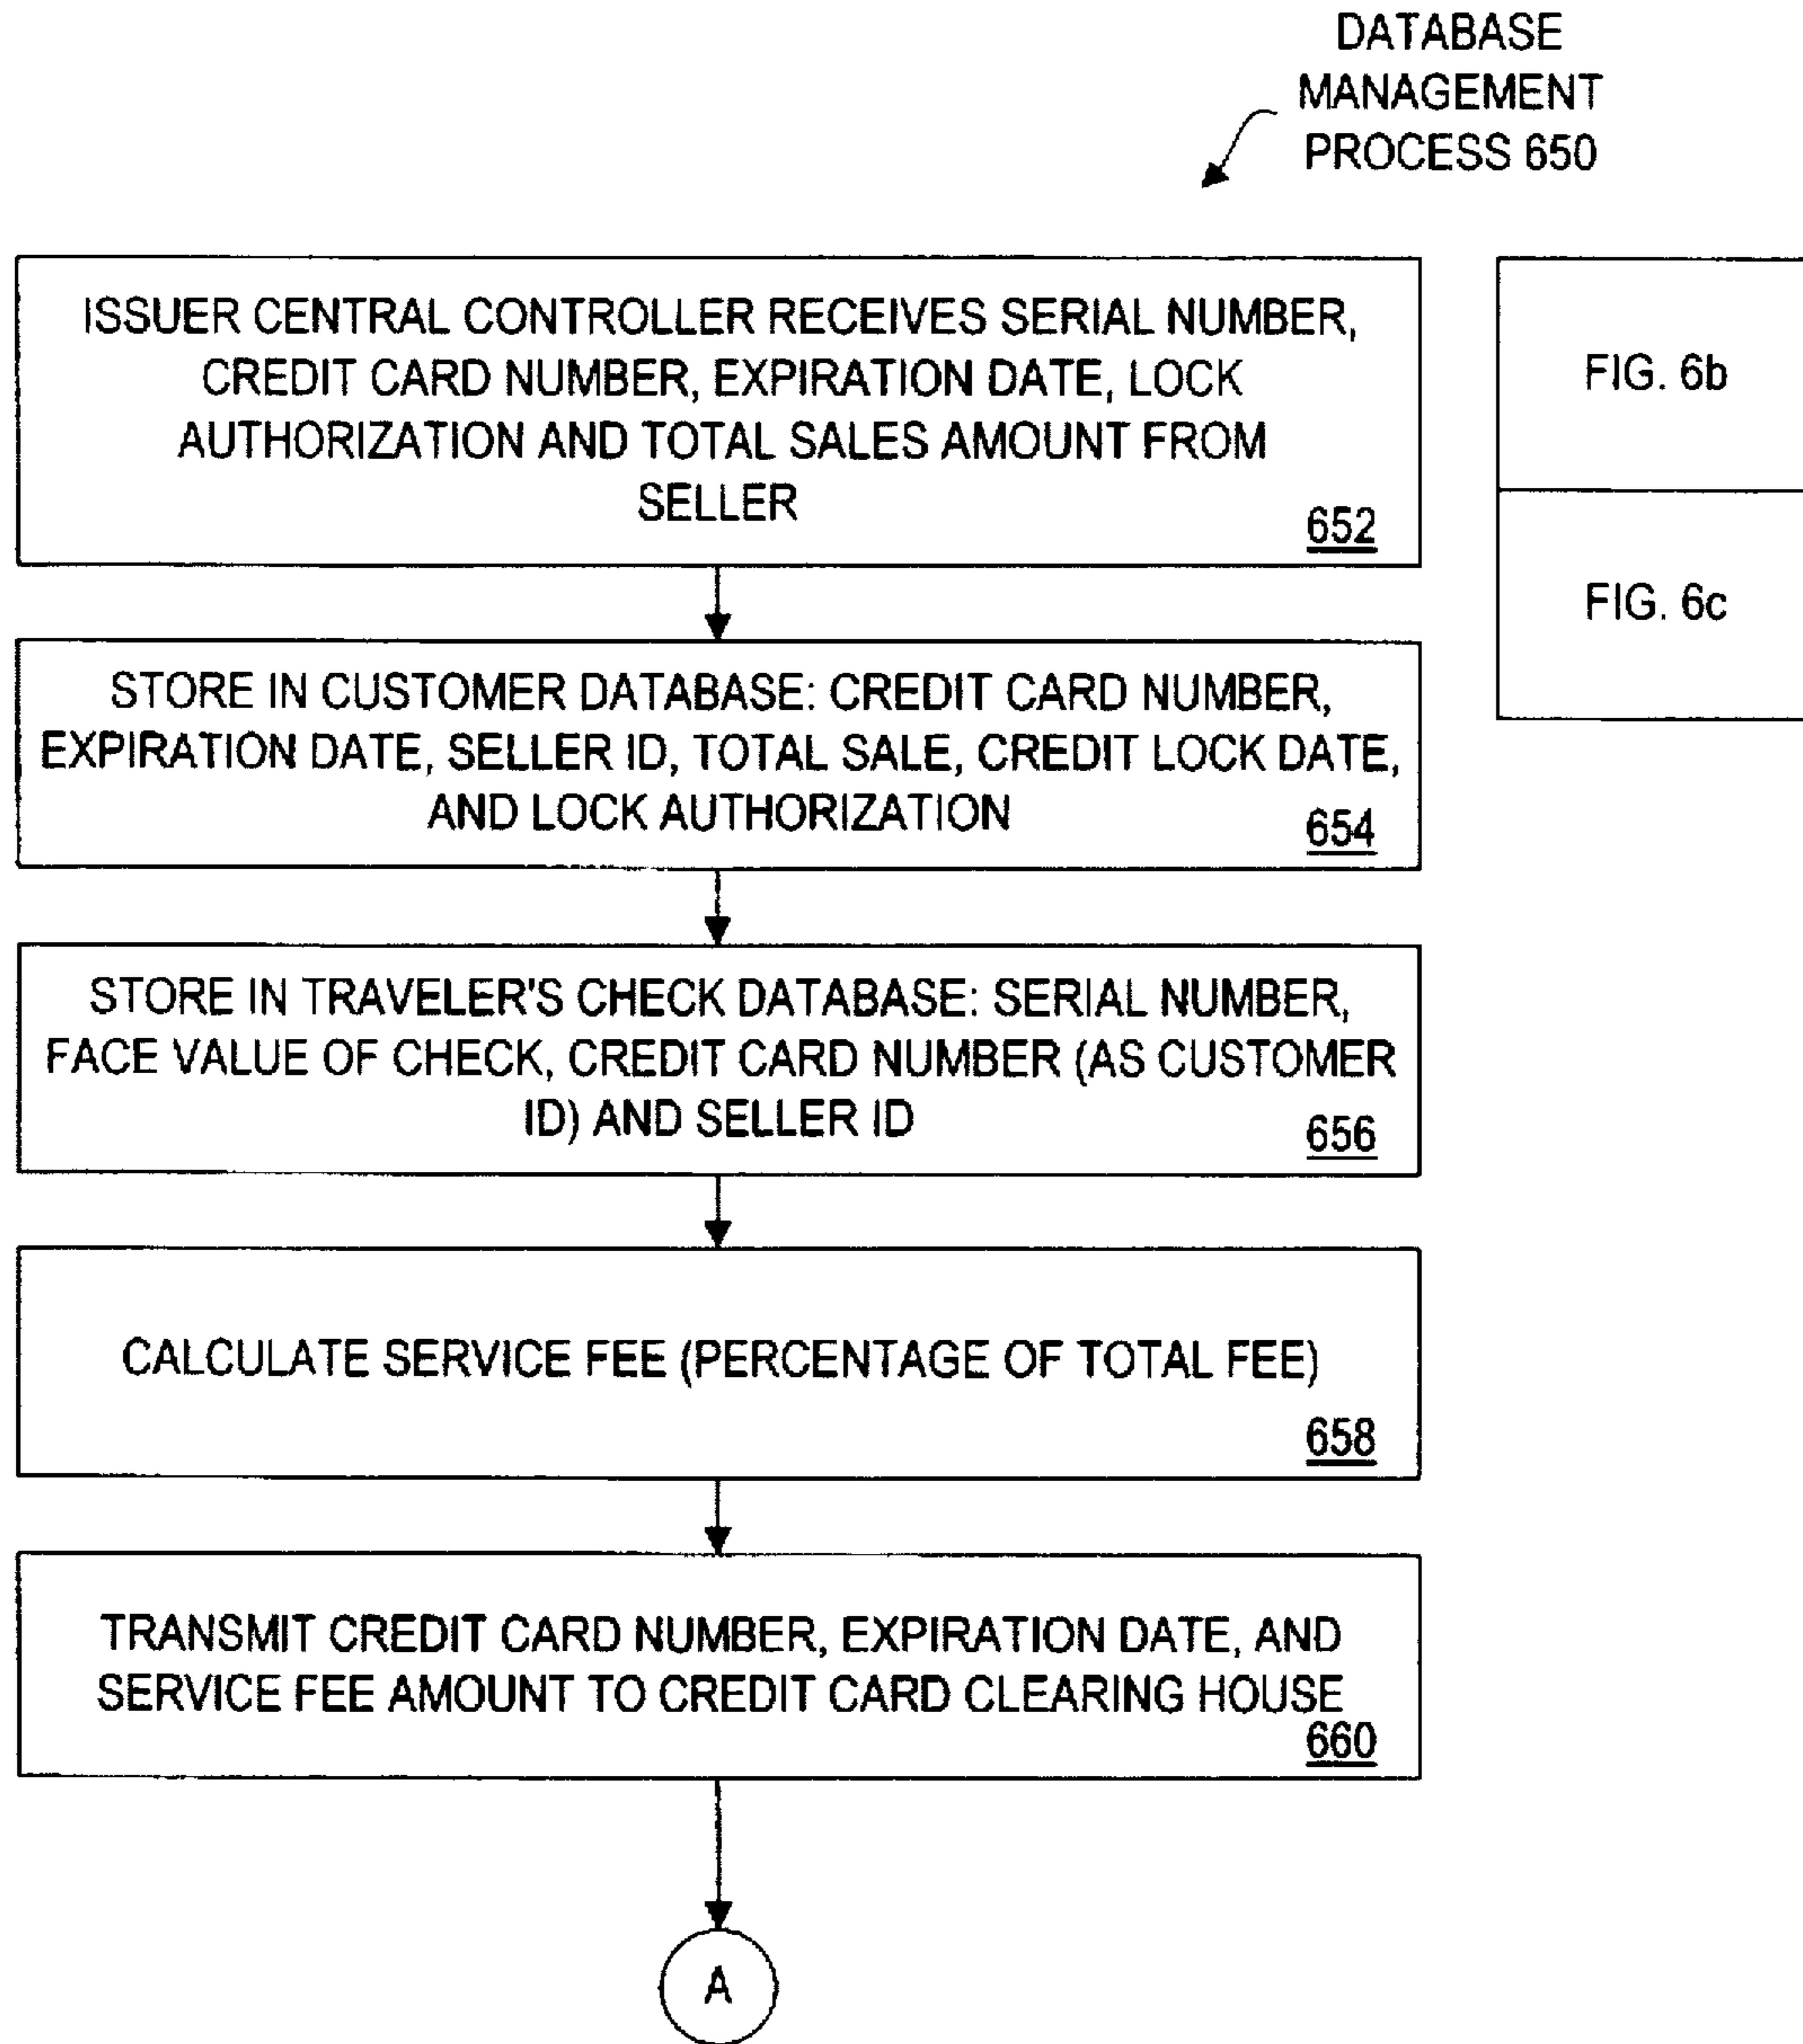 DATABASE
MANAGEMENT
PROCESS 650
ISSUER CENTRAL CONTROLLER RECEIVES SERIAL NUMBER,
CREDIT CARD NUMBER, EXPIRATION DATE, LOCK
AUTHORIZATION AND TOTAL SALES AMOUNT FROM
SELLER
652
FIG. 6b
FIG. 6c
STORE IN CUSTOMER DATABASE: CREDIT CARD NUMBER,
EXPIRATION DATE, SELLER ID, TOTAL SALE, CREDIT LOCK DATE,
AND LOCK AUTHORIZATION
654
STORE IN TRAVELER'S CHECK DATABASE: SERIAL NUMBER,
FACE VALUE OF CHECK, CREDIT CARD NUMBER (AS CUSTOMER
ID) AND SELLER ID
656
CALCULATE SERVICE FEE (PERCENTAGE OF TOTAL FEE)
658
TRANSMIT CREDIT CARD NUMBER, EXPIRATION DATE, AND
SERVICE FEE AMOUNT TO CREDIT CARD CLEARING HOUSE
660
A